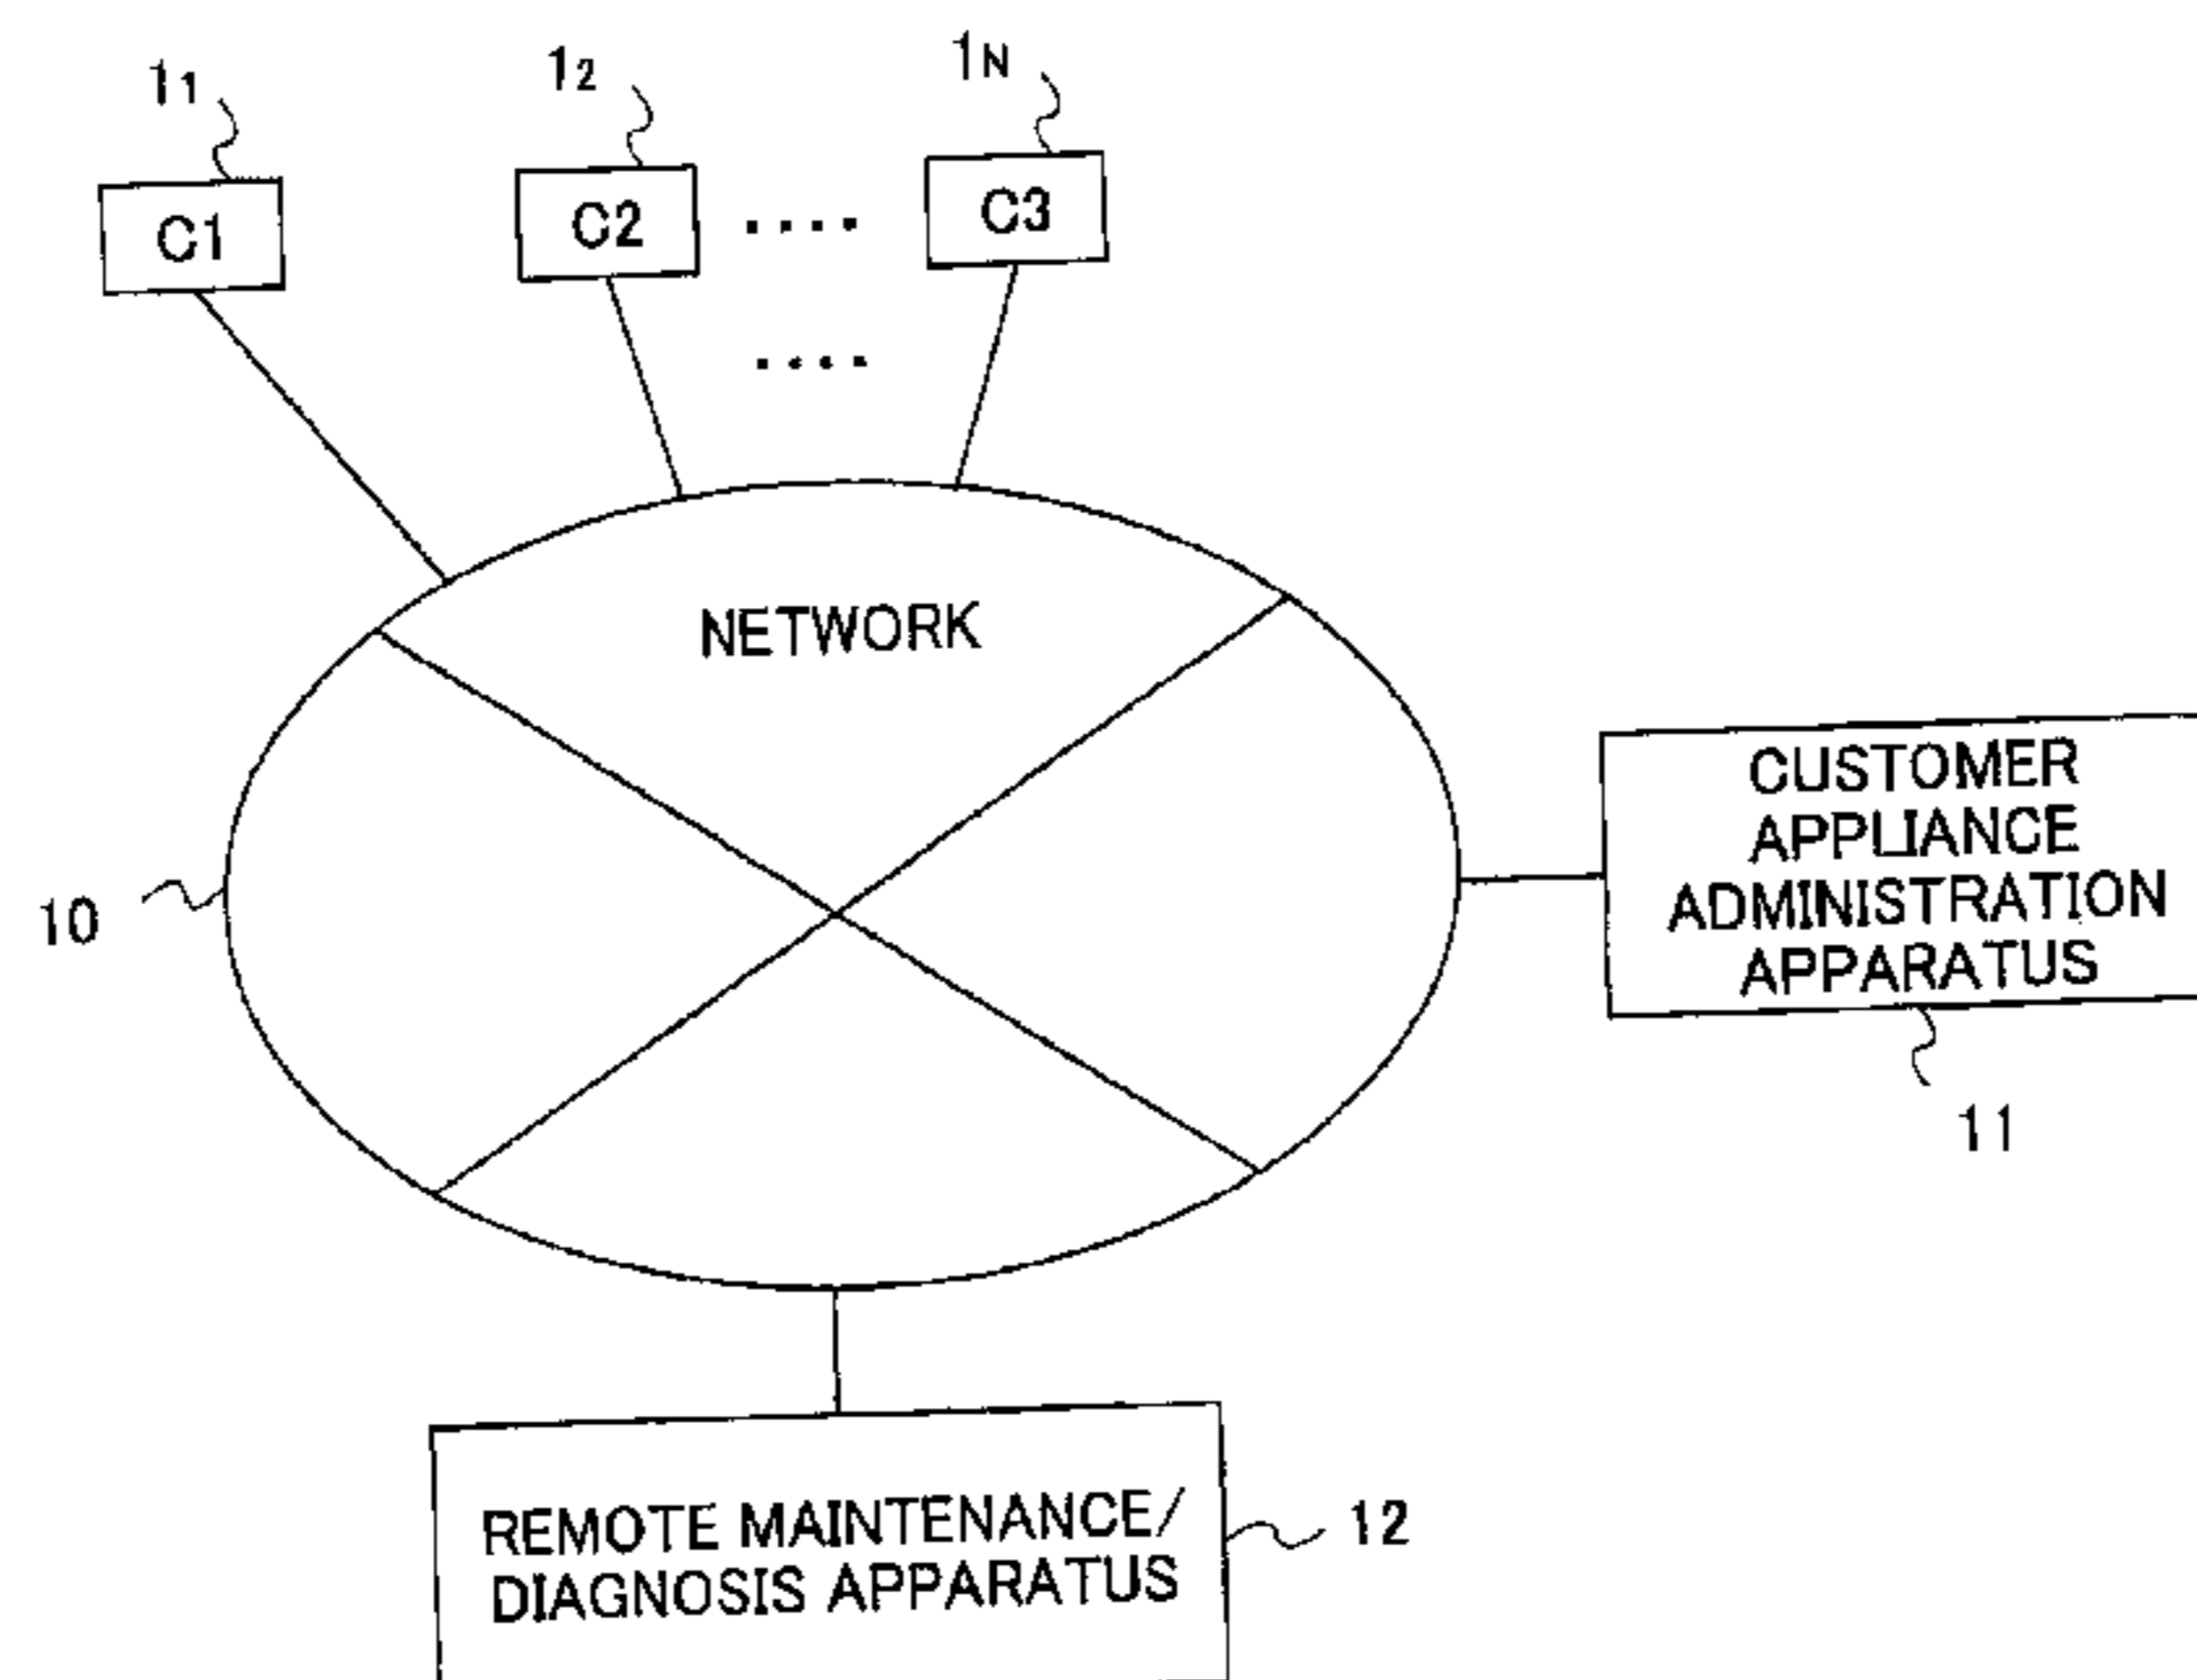 11
12
1N
C1
C2
C3
NETWORK
CUSTOMER
APPLIANCE
ADMINISTRATION
APPARATUS
10
11
REMOTE MAINTENANCE/
DIAGNOSIS APPARATUS
12